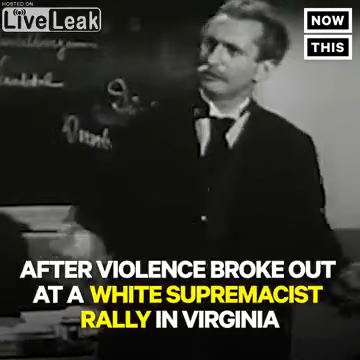 HOSTED ON
LiveLeak
NOW
THIS
AFTER VIOLENCE BROKE OUT
AT A WHITE SUPREMACIST
RALLY IN VIRGINIA